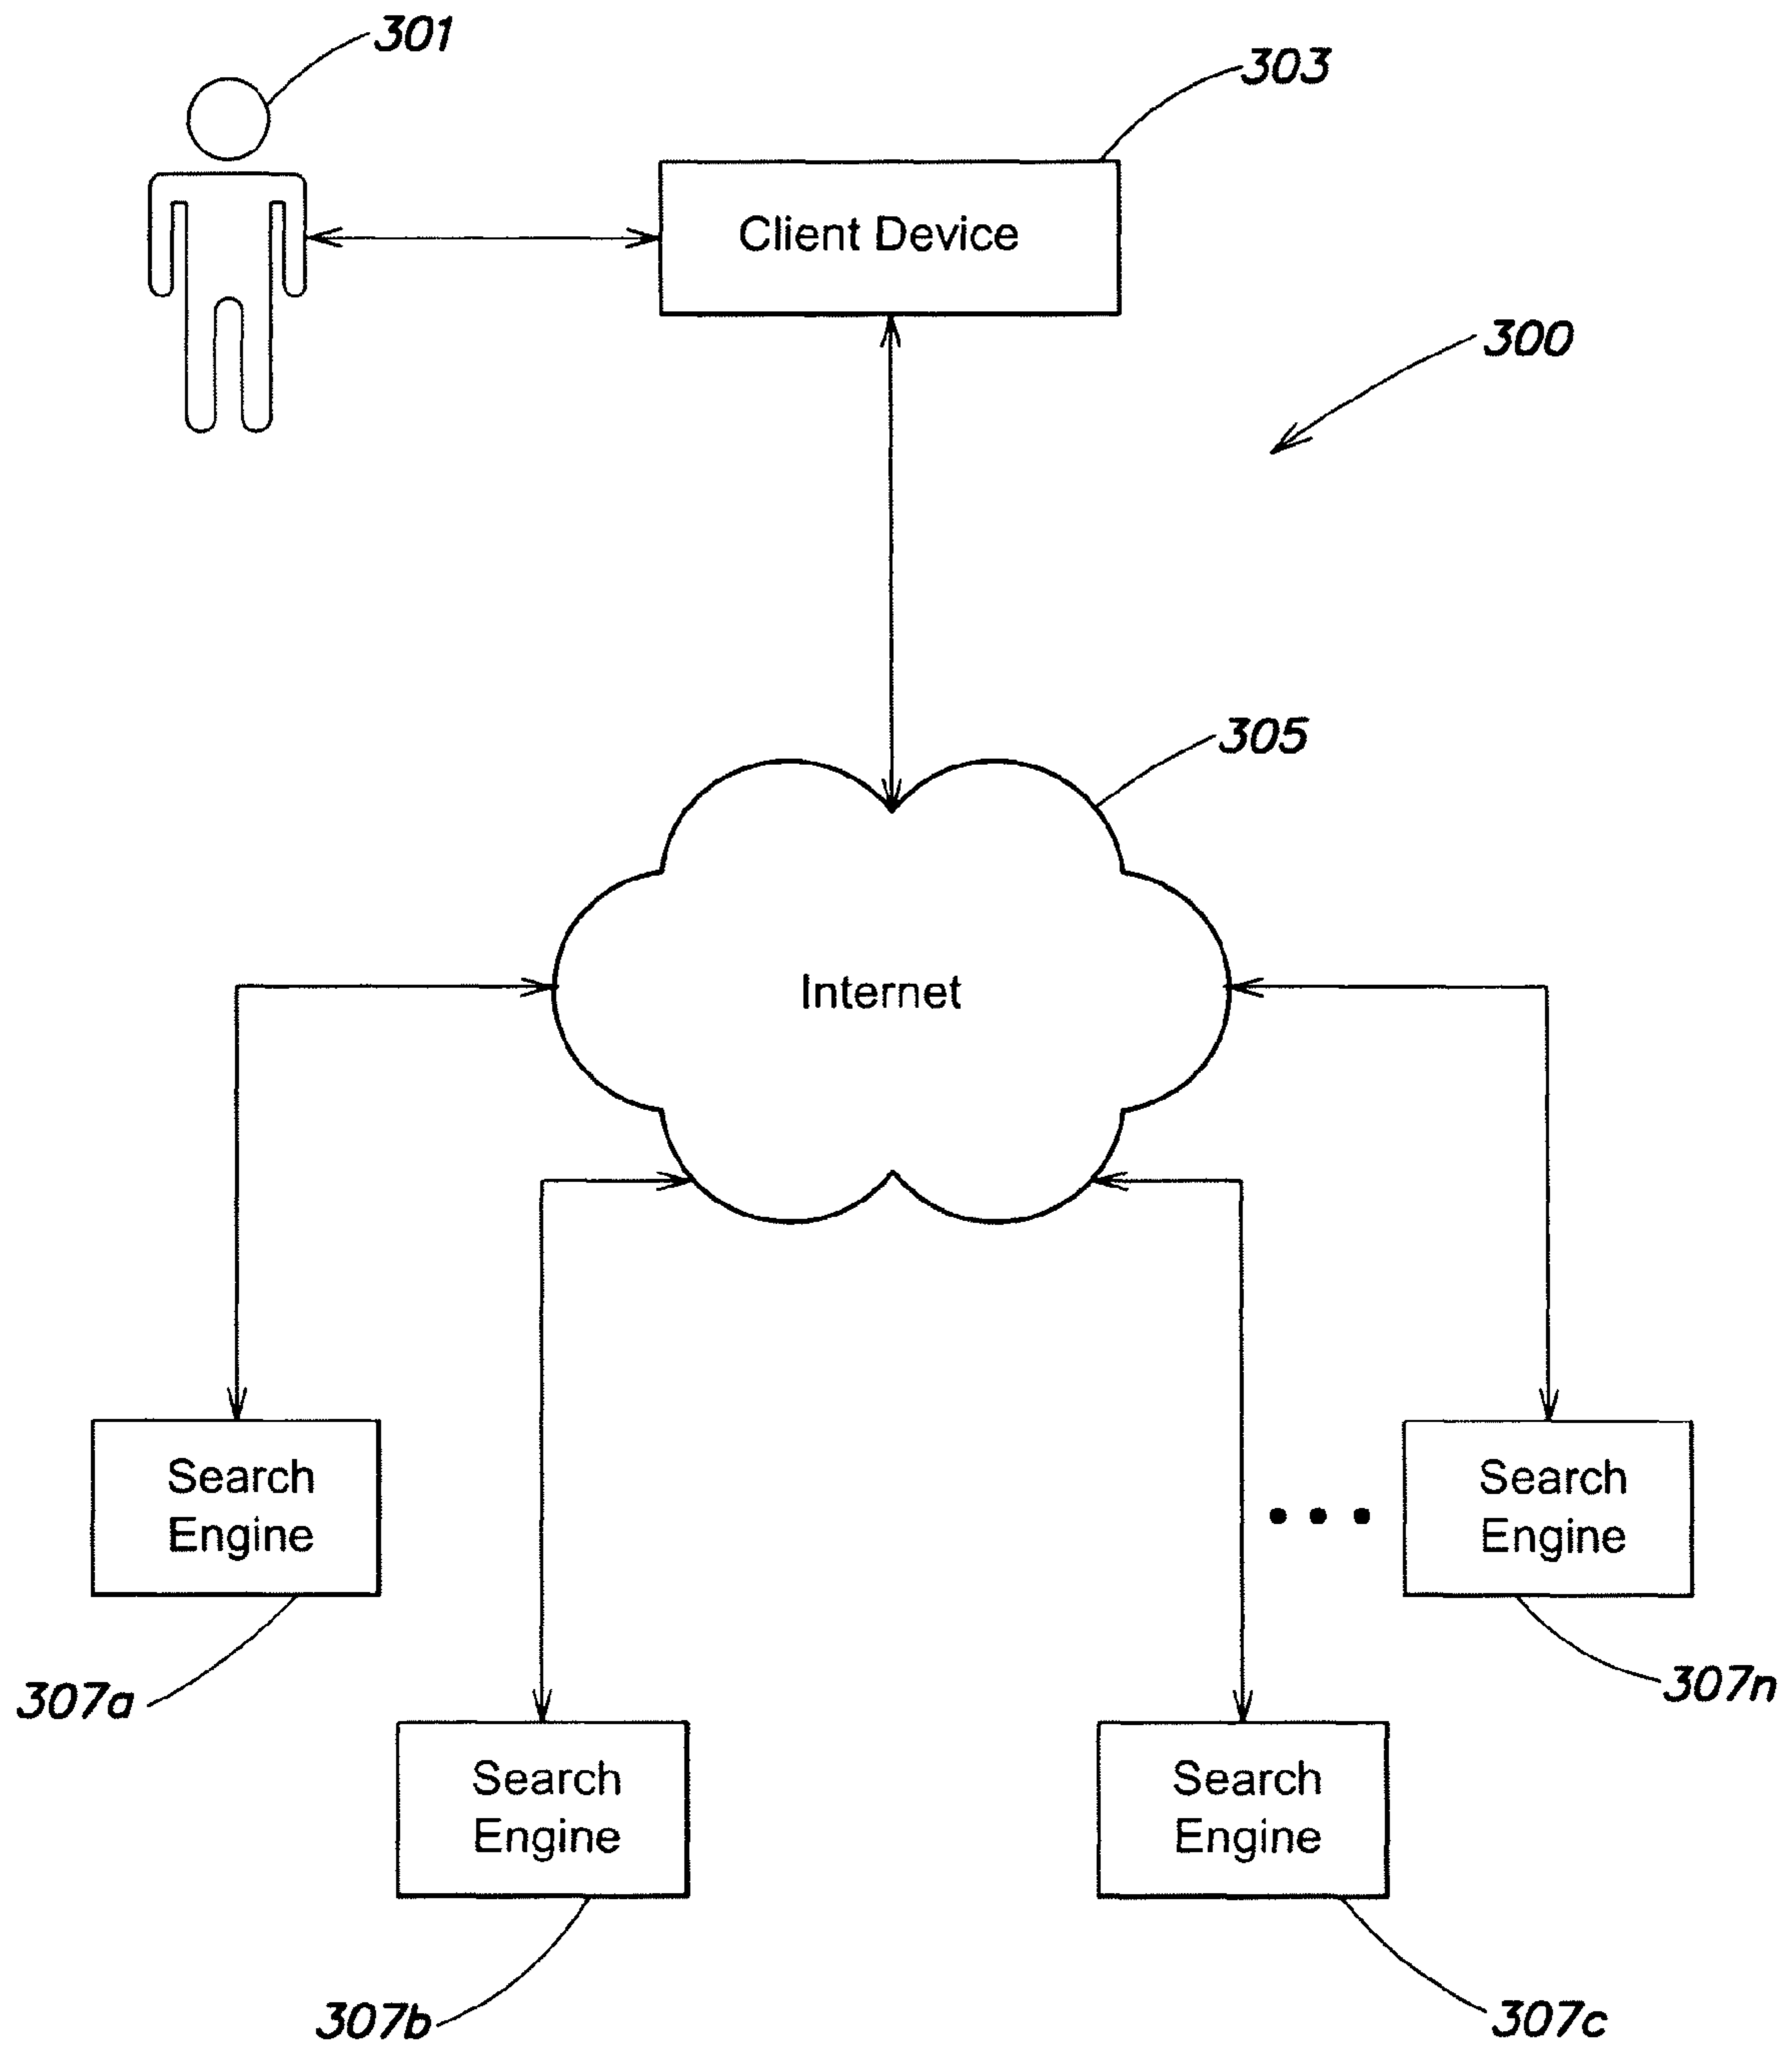 301
303
Client Device
300
305
Internet
Search
Engine
Search
Engine
307a
307n
Search
Engine
Search
Engine
307b
307c